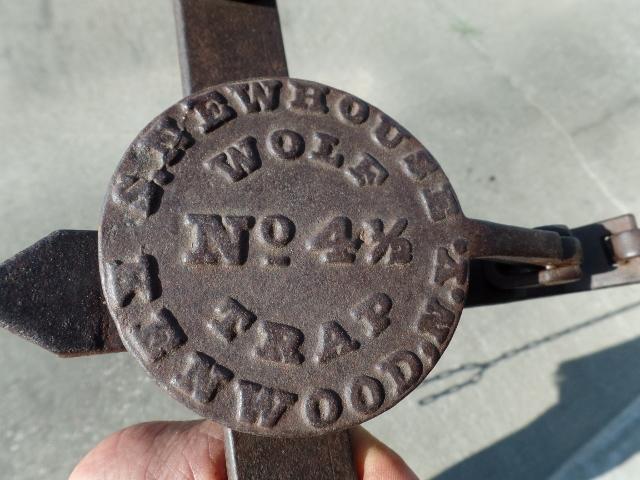 S. NEWHOUSE
WOLF
No 4½
TRAP
KENWOOD, N.Y.